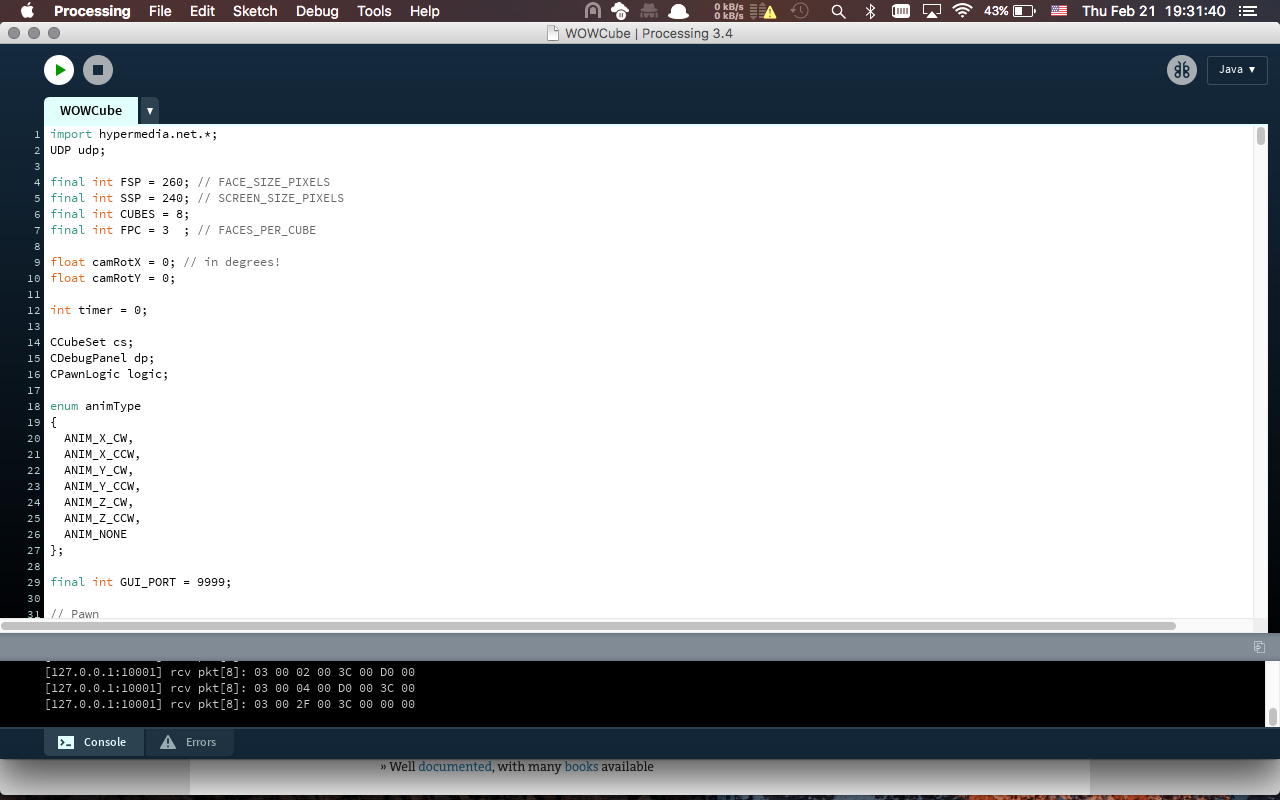 Processing File Edit Sketch Debug Tools Help 0 kB/s 0 kB/s 43% Thu Feb 21 19:31:40
WOWCube | Processing 3.4
Java ▾
WOWCube ▼
1 import hypermedia.net.*;
2 UDP udp;
3
4 final int FSP = 260; // FACE_SIZE_PIXELS
5 final int SSP = 240; // SCREEN_SIZE_PIXELS
6 final int CUBES = 8;
7 final int FPC = 3  ; // FACES_PER_CUBE
8
9 float camRotX = 0; // in degrees!
10 float camRotY = 0;
11
12 int timer = 0;
13
14 CCubeSet cs;
15 CDebugPanel dp;
16 CPawnLogic logic;
17
18 enum animType
19 {
20   ANIM_X_CW,
21   ANIM_X_CCW,
22   ANIM_Y_CW,
23   ANIM_Y_CCW,
24   ANIM_Z_CW,
25   ANIM_Z_CCW,
26   ANIM_NONE
27 };
28
29 final int GUI_PORT = 9999;
30
31 // Pawn
[127.0.0.1:10001] rcv pkt[8]: 03 00 02 00 3C 00 D0 00
[127.0.0.1:10001] rcv pkt[8]: 03 00 04 00 D0 00 3C 00
[127.0.0.1:10001] rcv pkt[8]: 03 00 2F 00 3C 00 00 00
Console Errors
» Well documented, with many books available